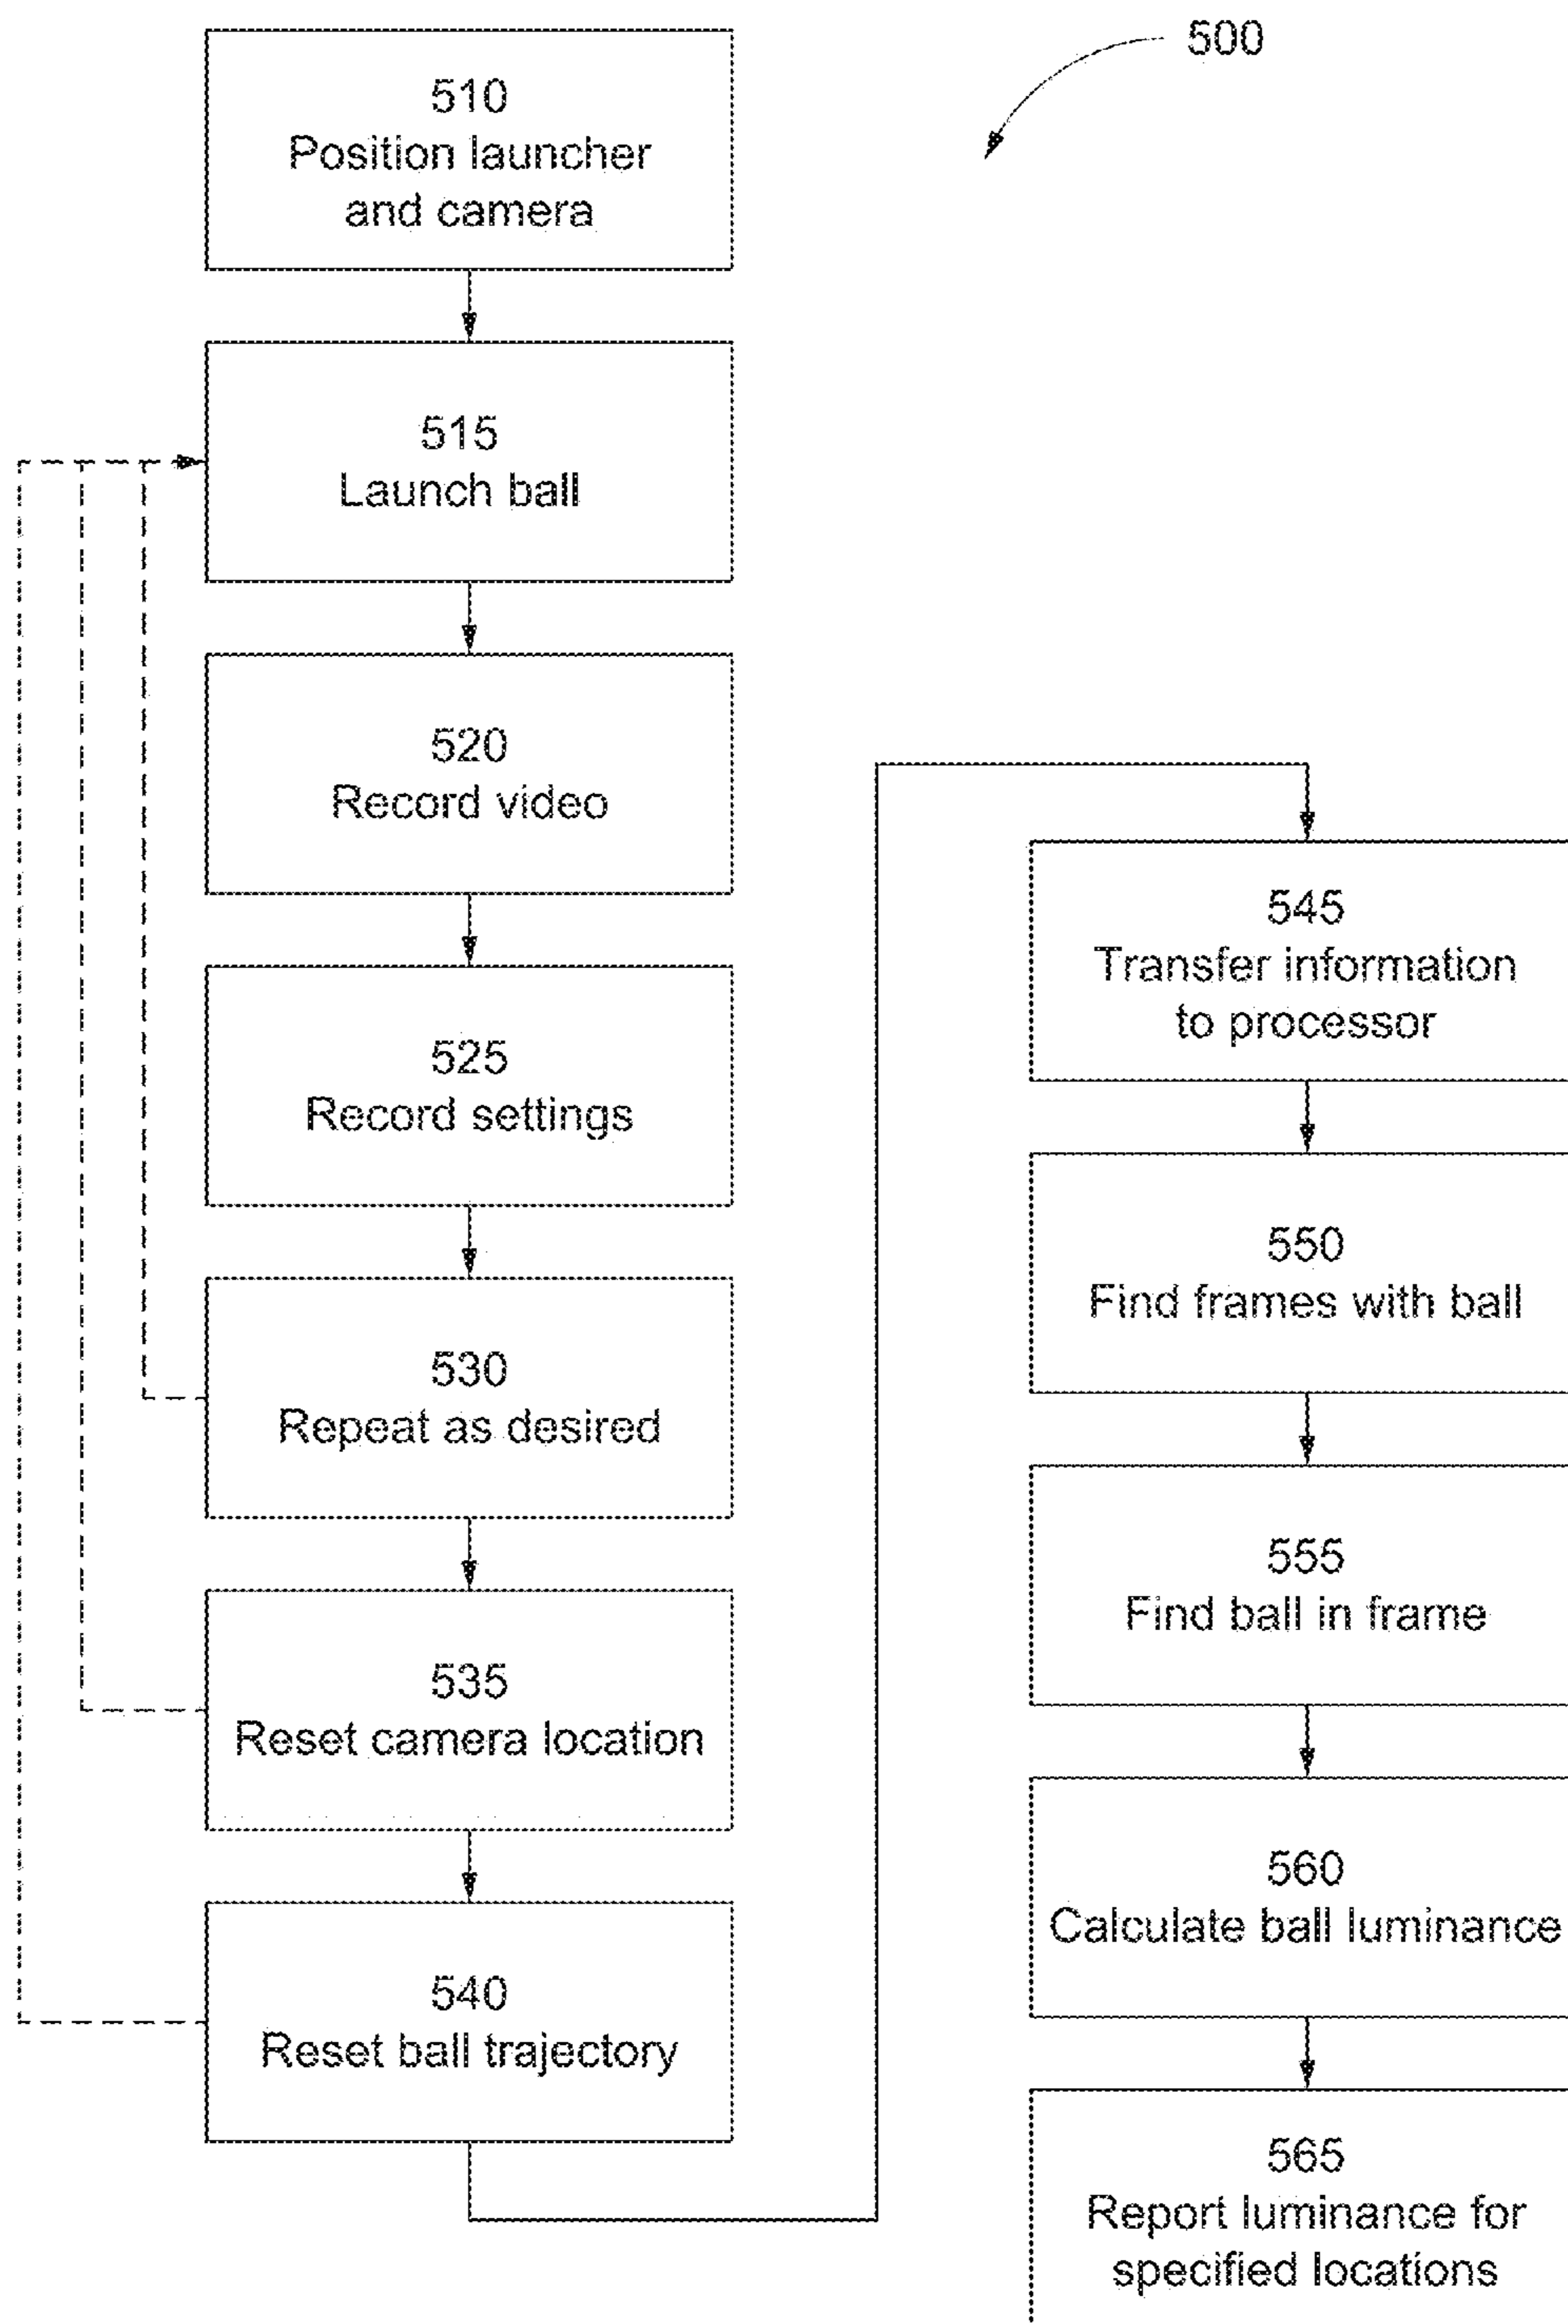 500
510
Position launcher
and camera
515
Launch ball
520
Record video
525
Record settings
530
Repeat as desired
535
Reset camera location
540
Reset ball trajectory
545
Transfer information
to processor
550
Find frames with ball
555
Find ball in frame
560
Calculate ball luminance
565
Report luminance for
specified locations